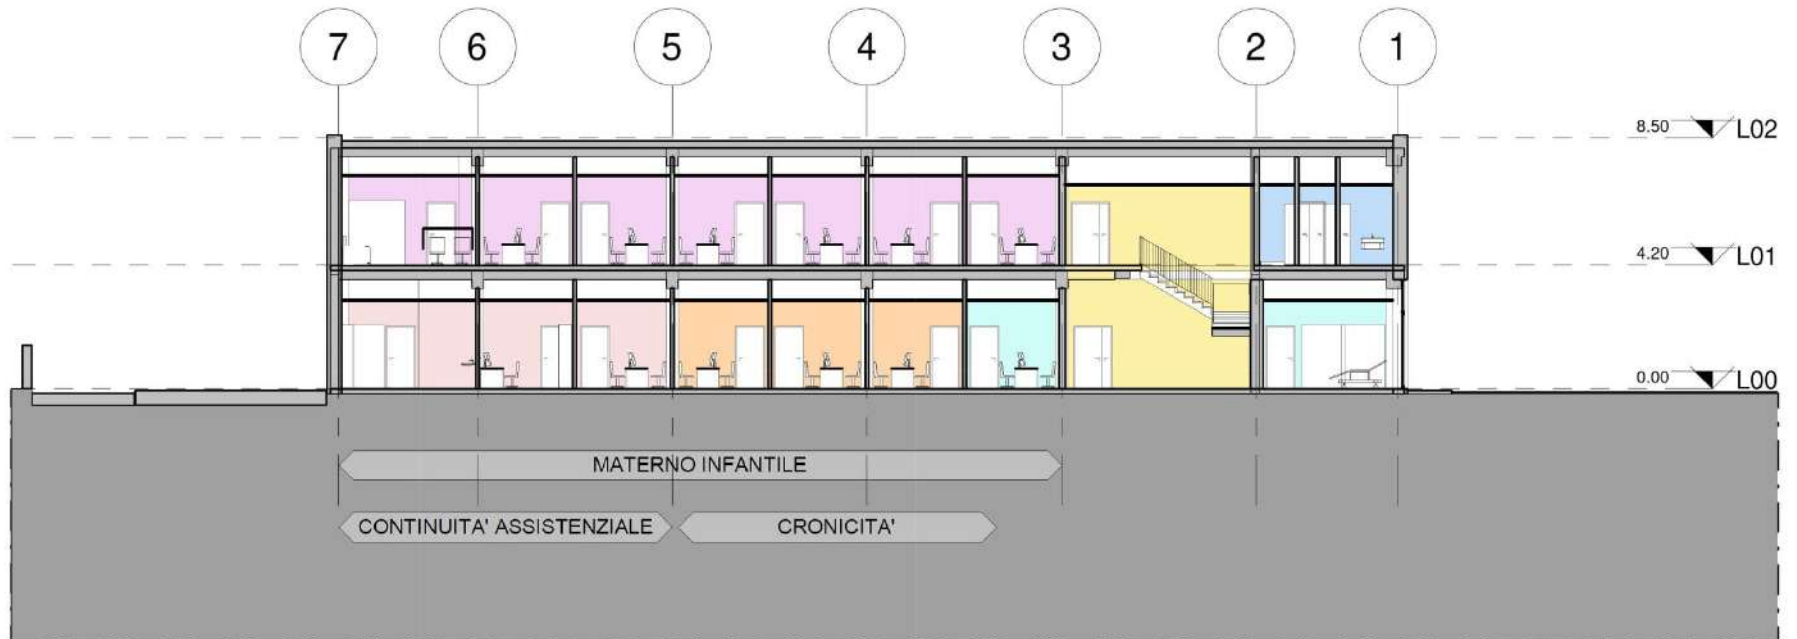 7 6 5 4 3 2 1
8.50 L02
4.20 L01
0.00 L00
MATERNO INFANTILE
CONTINUITA' ASSISTENZIALE CRONICITA'